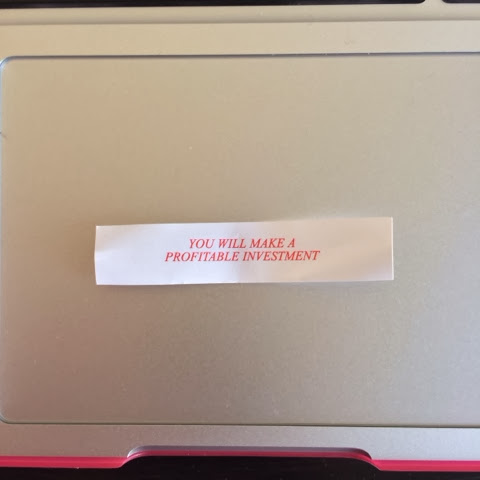 YOU WILL MAKE A
PROFITABLE INVESTMENT